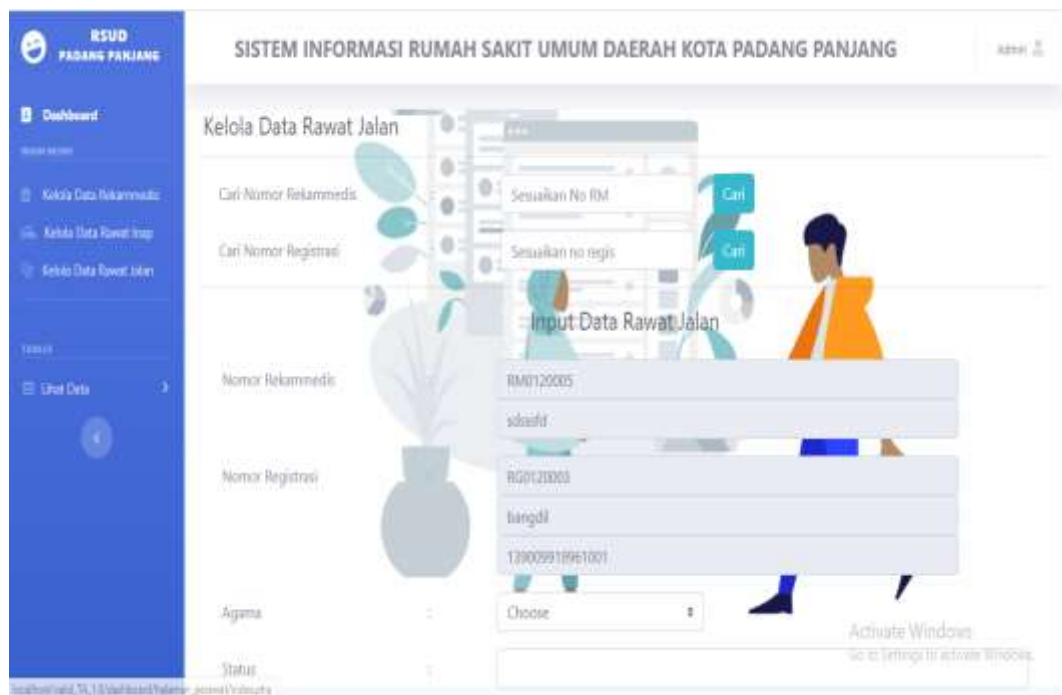 RSUD
PADANG PANJANG
SISTEM INFORMASI RUMAH SAKIT UMUM DAERAH KOTA PADANG PANJANG
Admin
Dashboard
Kelola Data Rekammedis
Kelola Data Rawat Inap
Kelola Data Rawat Jalan
Lihat Data
Kelola Data Rawat Jalan
Cari Nomor Rekammedis :
Sesuaikan No RM
Cari
Cari Nomor Registrasi :
Sesuaikan no regis
Cari
Input Data Rawat Jalan
Nomor Rekammedis :
RM0120005
Nomor Registrasi :
RG0120003
bangdil
139009918961001
Agama :
Choose
Status :
Activate Windows
Go to Settings to activate Windows.